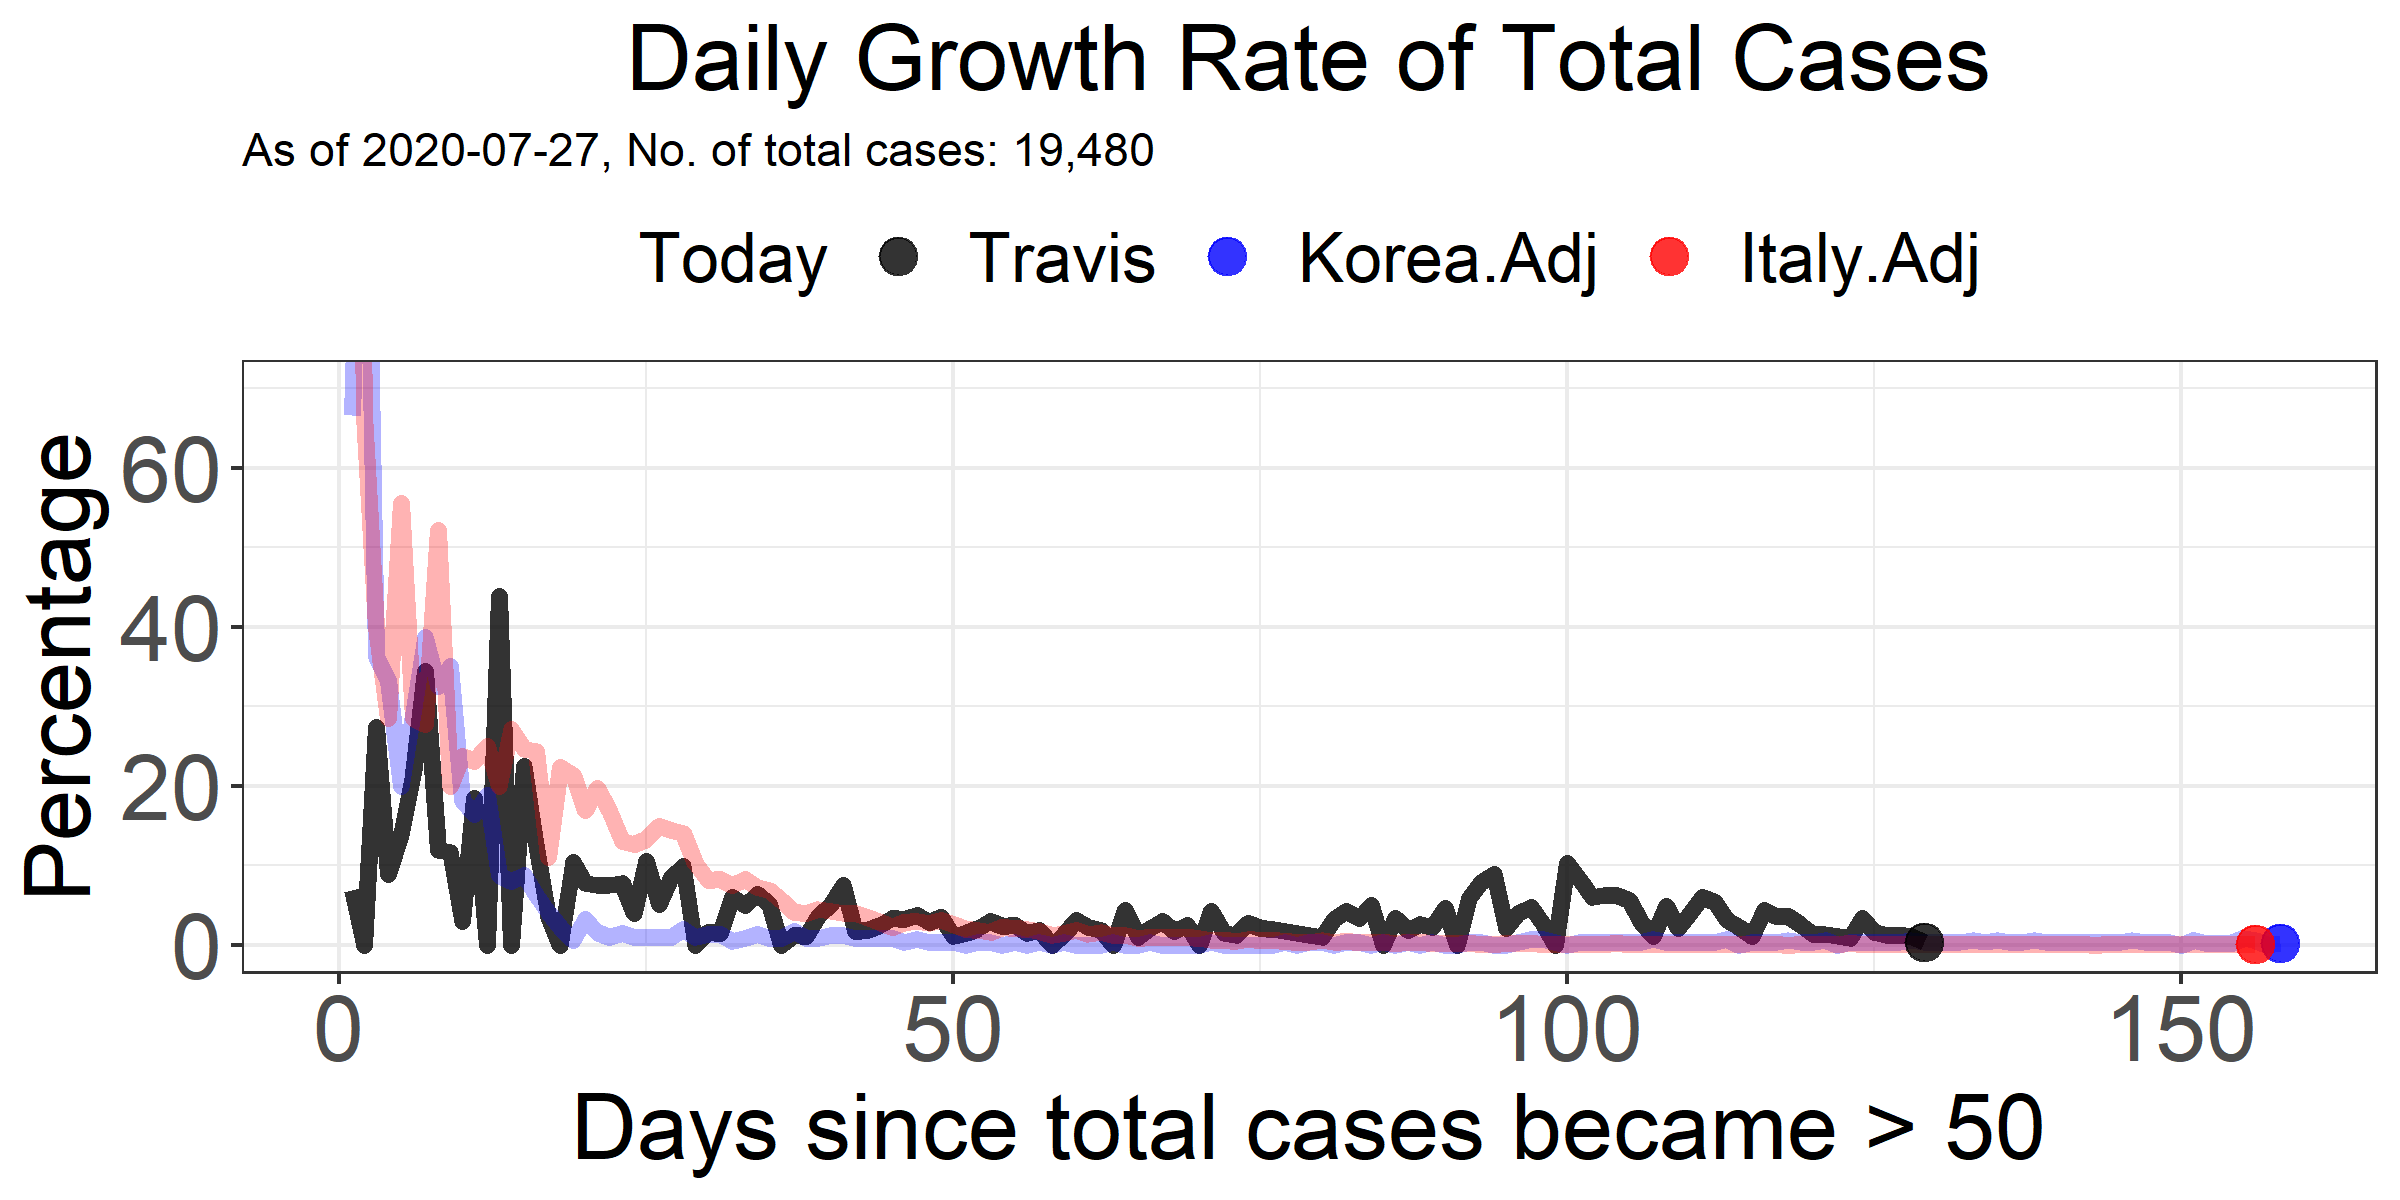 Daily Growth Rate of Total Cases
As of 2020-07-27, No. of total cases: 19,480
Today Travis Korea.Adj Italy.Adj
Percentage
60
40
20
0
0 50 100 150
Days since total cases became > 50